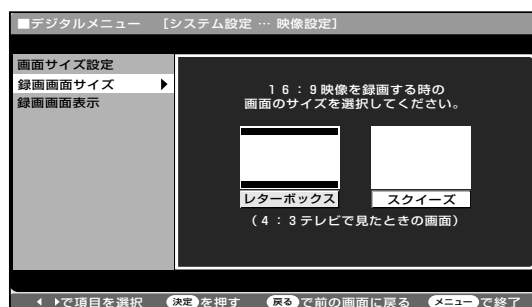 ■デジタルメニュー [システム設定 … 映像設定]
画面サイズ設定
録画画面サイズ
録画画面表示
16:9映像を録画する時の
画面のサイズを選択してください。
レターボックス スクイーズ
(4:3テレビで見たときの画面)
で項目を選択 決定を押す 戻るで前の画面に戻る メニューで終了